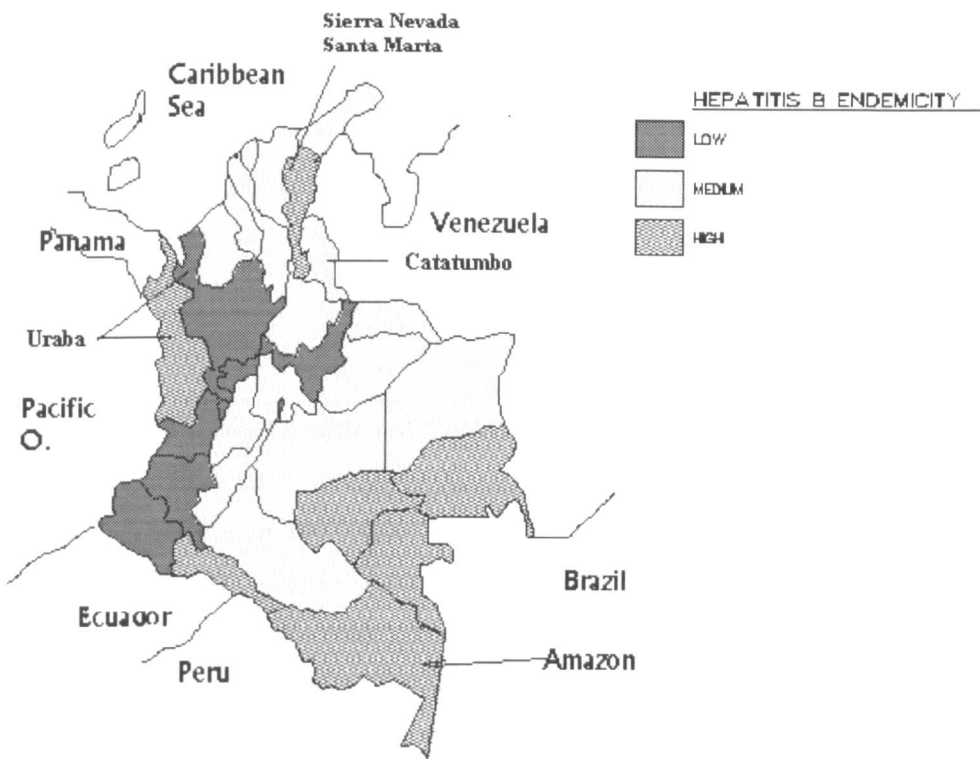 Sierra Nevada
Santa Marta
Caribbean
Sea
HEPATITIS B ENDEMICITY
LOW
MEDIUM
HIGH
Panama
Venezuela
Catatumbo
Uraba
Pacific
O.
Brazil
Ecuador
Peru
Amazon